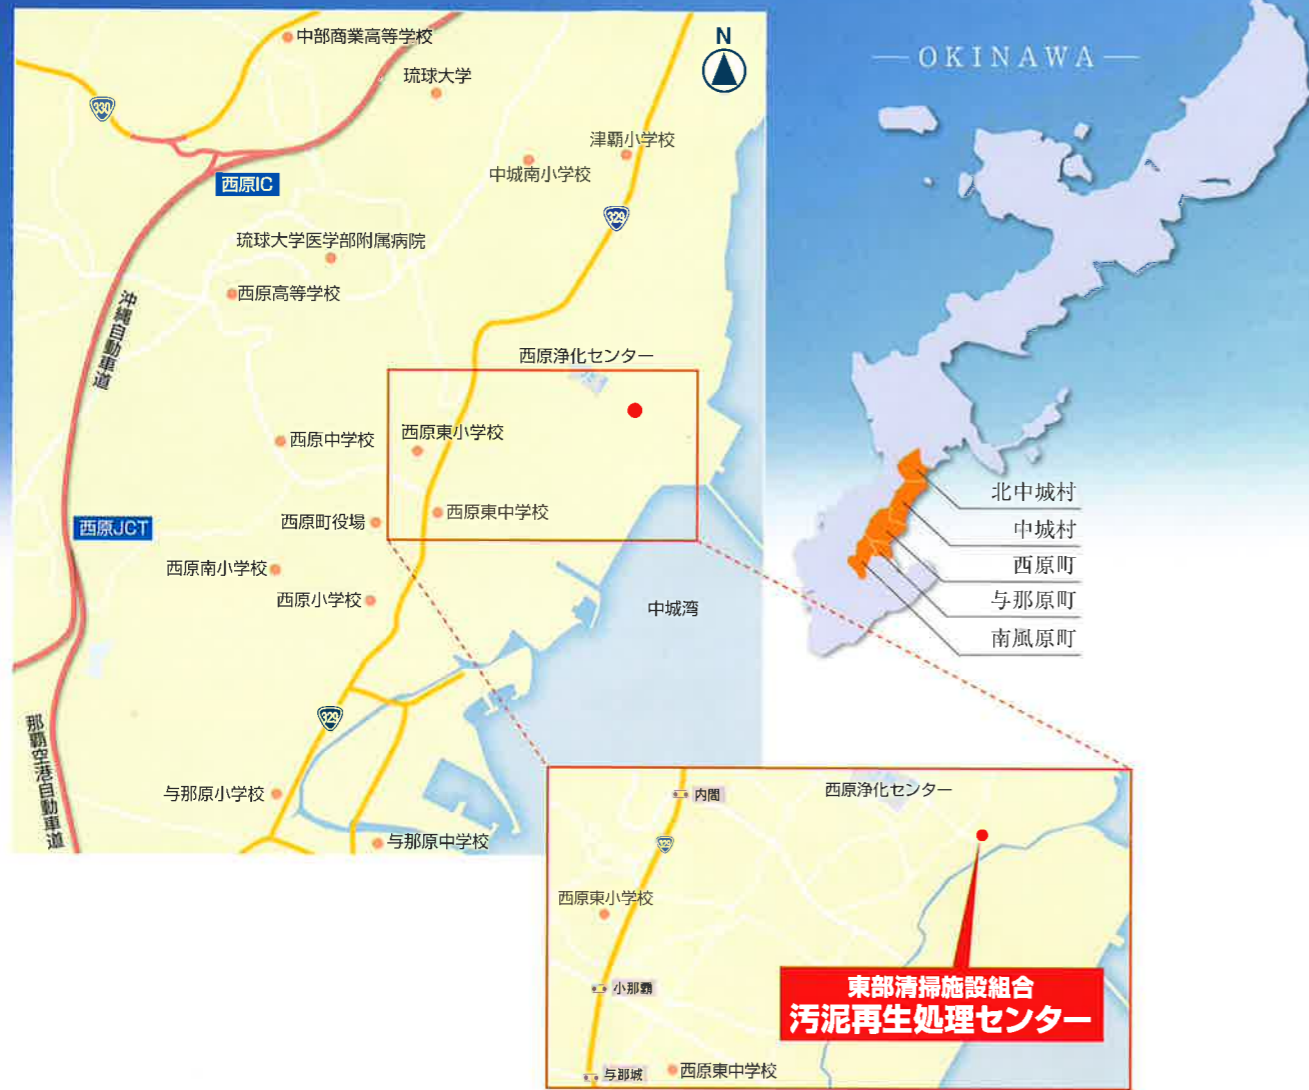 中部商業高等学校
N
— OKINAWA —
琉球大学
330
津覇小学校
中城南小学校
西原IC
329
琉球大学医学部附属病院
西原高等学校
沖縄自動車道
西原浄化センター
西原東小学校
西原中学校
西原東中学校
西原町役場
西原JCT
西原南小学校
西原小学校
中城湾
北中城村
中城村
西原町
与那原町
南風原町
329
那覇空港自動車道
与那原小学校
与那原中学校
内間
西原浄化センター
329
西原東小学校
小那覇
東部清掃施設組合
汚泥再生処理センター
与那城
西原東中学校